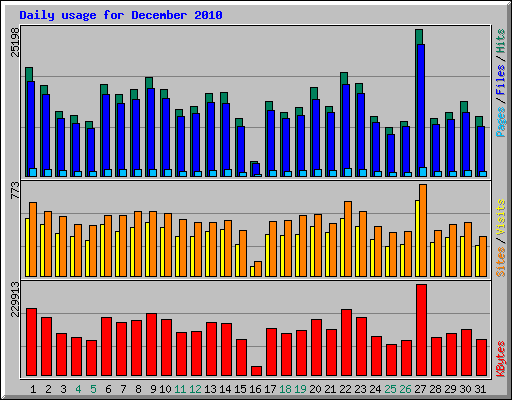 Daily usage for December 2010
25198
Pages / Files / Hits
773
Sites / Visits
229913
KBytes
1 2 3 4 5 6 7 8 9 10 11 12 13 14 15 16 17 18 19 20 21 22 23 24 25 26 27 28 29 30 31